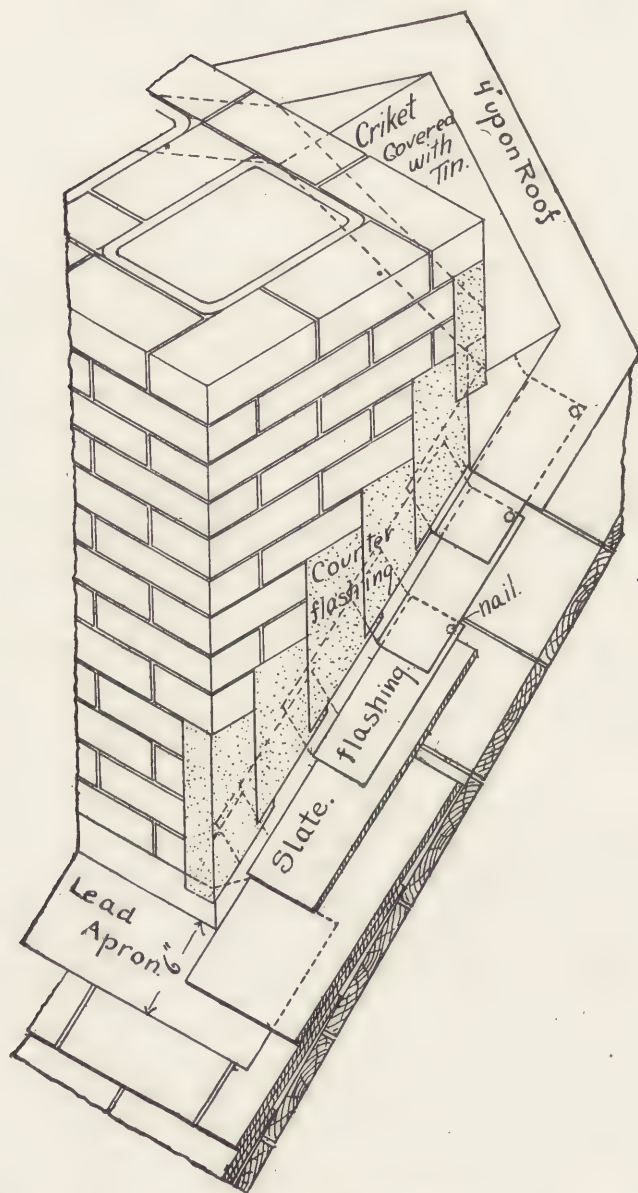 Criket
Covered
with
Tin.
4' upon Roof
Counter
flashing
nail.
flashing.
Slate.
Lead
Apron.
6"